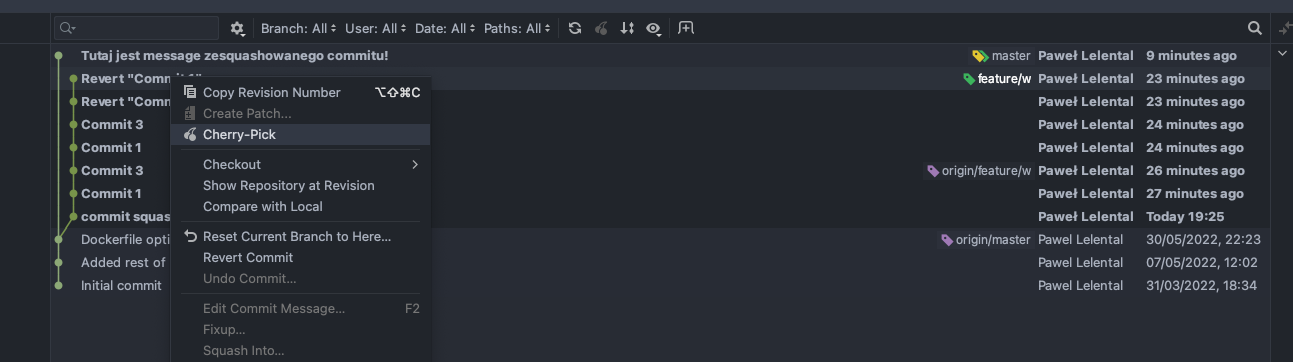 Branch: All User: All Date: All Paths: All
Tutaj jest message zesquashowanego commitu! master Paweł Lelental 9 minutes ago
Revert "Commit 1" feature/w Paweł Lelental 23 minutes ago
Revert "Comm Paweł Lelental 23 minutes ago
Commit 3 Paweł Lelental 24 minutes ago
Commit 1 Paweł Lelental 24 minutes ago
Commit 3 origin/feature/w Paweł Lelental 26 minutes ago
Commit 1 Paweł Lelental 27 minutes ago
commit squas Paweł Lelental Today 19:25
Dockerfile opti origin/master Pawel Lelental 30/05/2022, 22:23
Added rest of Pawel Lelental 07/05/2022, 12:02
Initial commit Pawel Lelental 31/03/2022, 18:34
Copy Revision Number ⌥⇧⌘C
Create Patch...
Cherry-Pick
Checkout
Show Repository at Revision
Compare with Local
Reset Current Branch to Here...
Revert Commit
Undo Commit...
Edit Commit Message... F2
Fixup...
Squash Into...